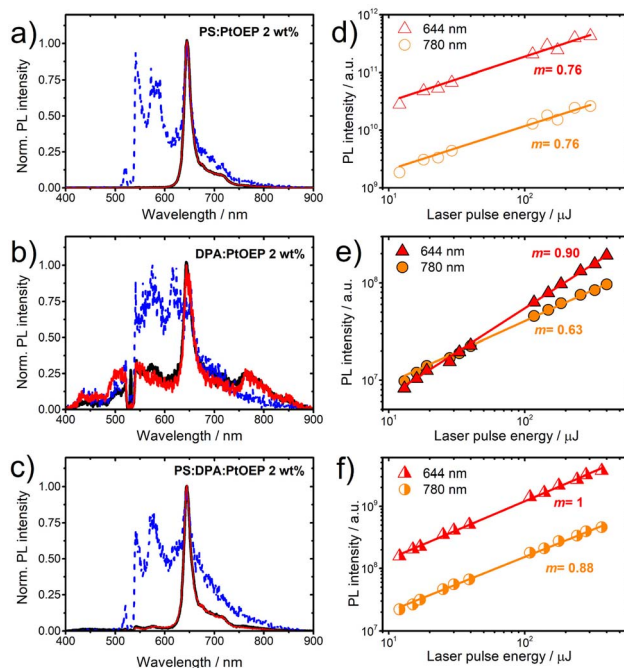 a)
PS:PtOEP 2 wt%
Norm. PL intensity
1.00
0.75
0.50
0.25
0.00
400 500 600 700 800 900
Wavelength / nm
b)
DPA:PtOEP 2 wt%
Norm. PL intensity
1.00
0.75
0.50
0.25
0.00
400 500 600 700 800 900
Wavelength / nm
c)
PS:DPA:PtOEP 2 wt%
Norm. PL intensity
1.00
0.75
0.50
0.25
0.00
400 500 600 700 800 900
Wavelength / nm
d)
644 nm
780 nm
PL intensity / a.u.
10¹²
10¹¹
10¹⁰
10⁹
m= 0.76
m= 0.76
10¹ 10²
Laser pulse energy / µJ
e)
644 nm
780 nm
PL intensity / a.u.
10⁸
10⁷
m= 0.90
m= 0.63
10¹ 10²
Laser pulse energy / µJ
f)
644 nm
780 nm
PL intensity / a.u.
10⁹
10⁸
10⁷
m= 1
m= 0.88
10¹ 10²
Laser pulse energy / µJ